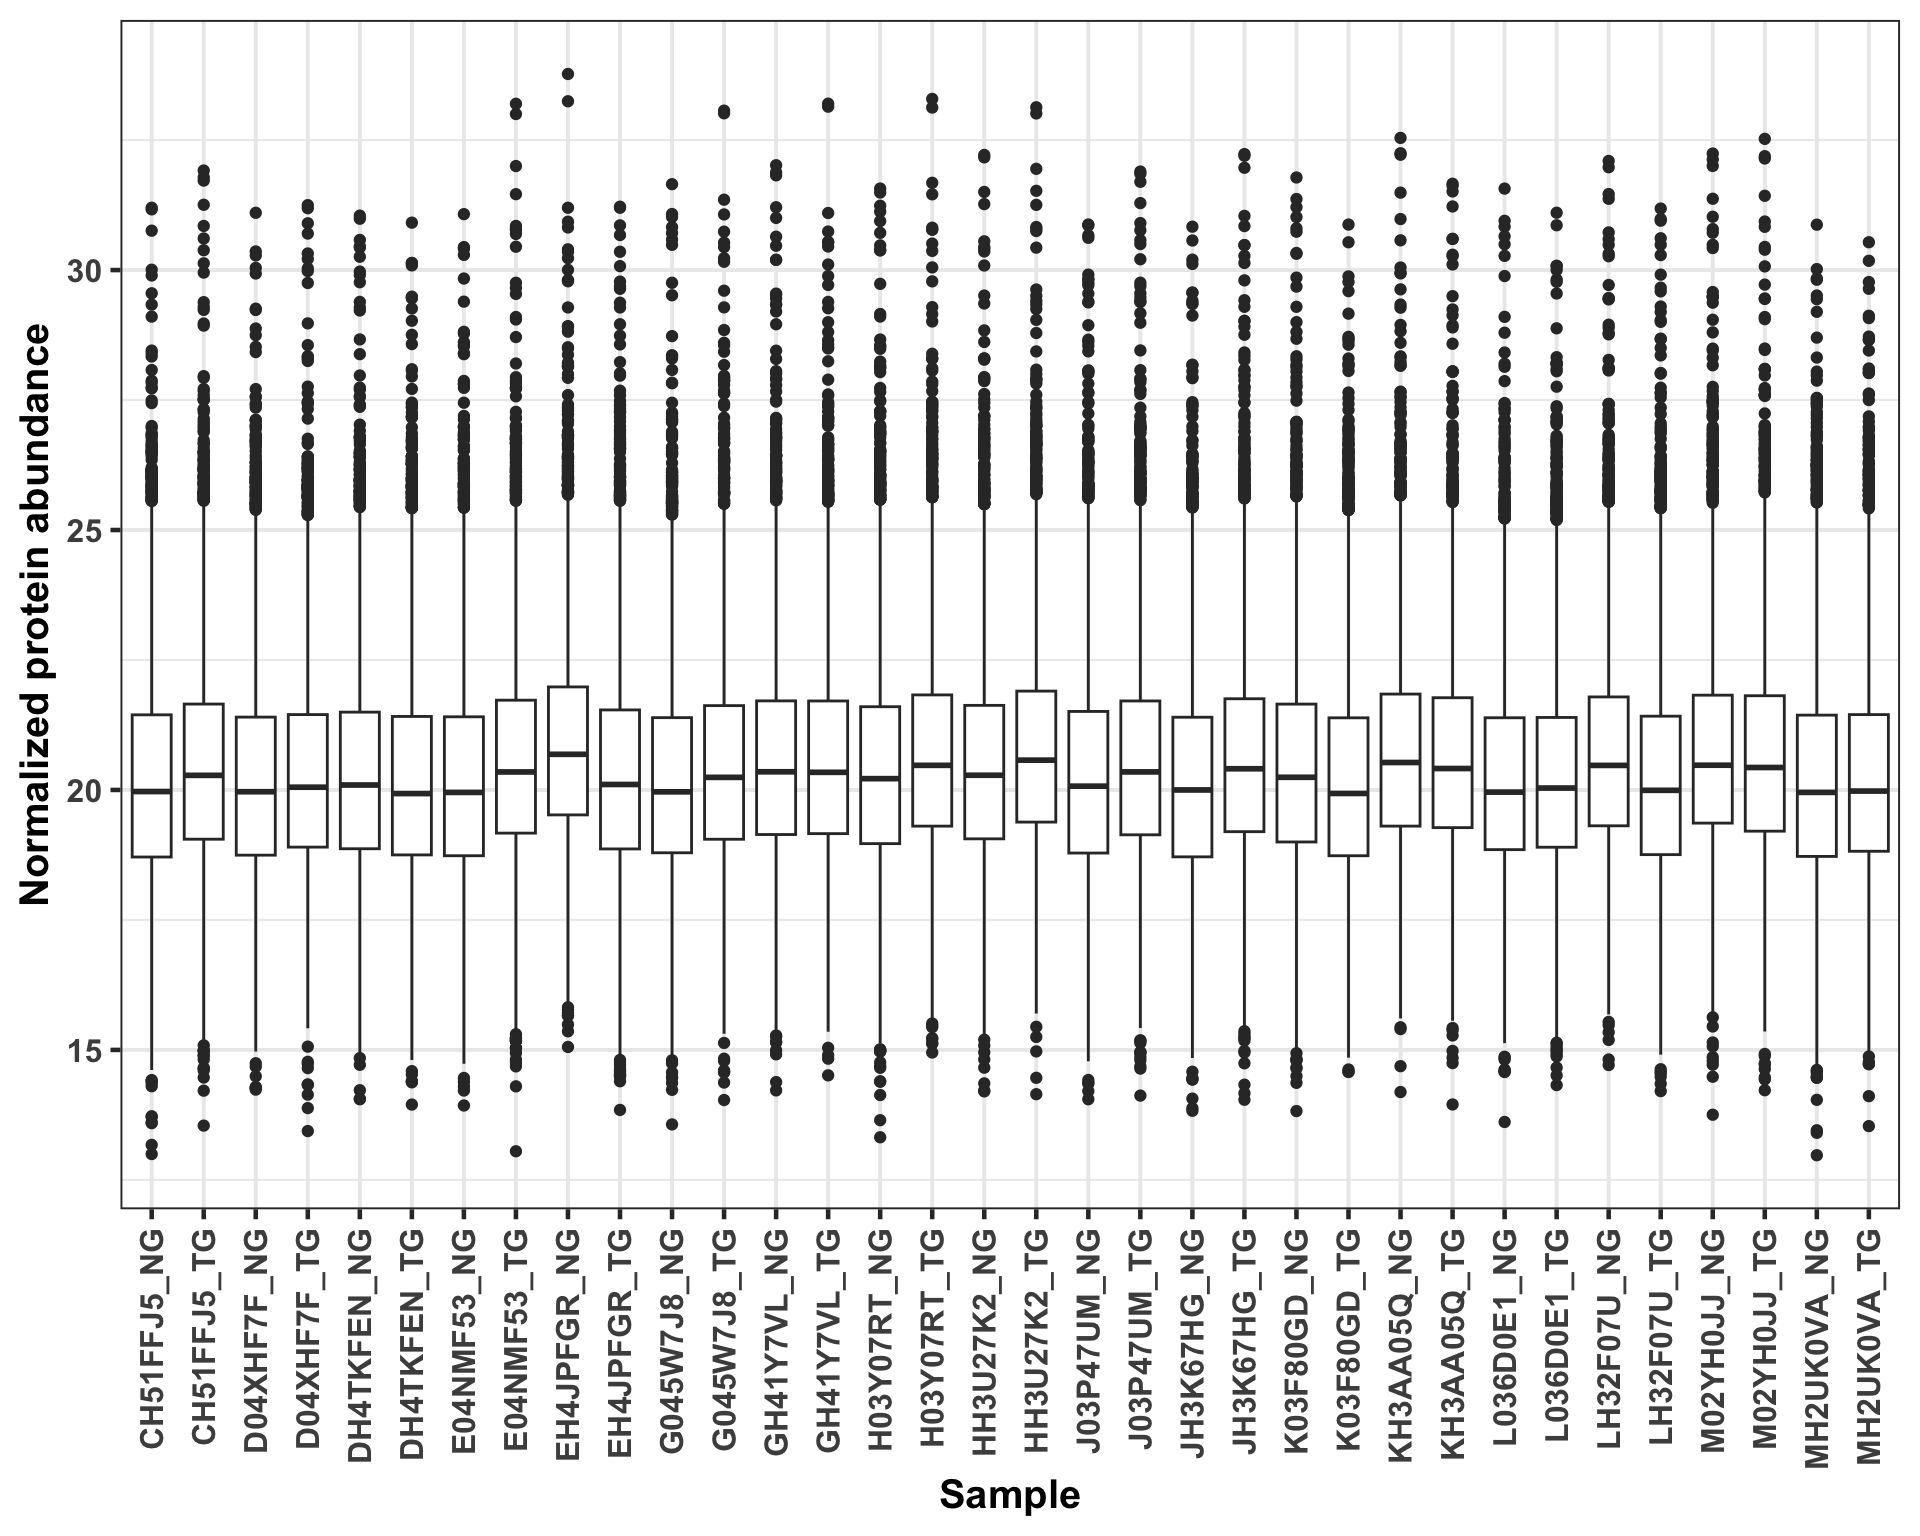 Normalized protein abundance
30
25
20
15
CH51FFJ5_NG
CH51FFJ5_TG
D04XHF7F_NG
D04XHF7F_TG
DH4TKFEN_NG
DH4TKFEN_TG
E04NMF53_NG
E04NMF53_TG
EH4JPFGR_NG
EH4JPFGR_TG
G045W7J8_NG
G045W7J8_TG
GH41Y7VL_NG
GH41Y7VL_TG
H03Y07RT_NG
H03Y07RT_TG
HH3U27K2_NG
HH3U27K2_TG
J03P47UM_NG
J03P47UM_TG
JH3K67HG_NG
JH3K67HG_TG
K03F80GD_NG
K03F80GD_TG
KH3AA05Q_NG
KH3AA05Q_TG
L036D0E1_NG
L036D0E1_TG
LH32F07U_NG
LH32F07U_TG
M02YH0JJ_NG
M02YH0JJ_TG
MH2UK0VA_NG
MH2UK0VA_TG
Sample